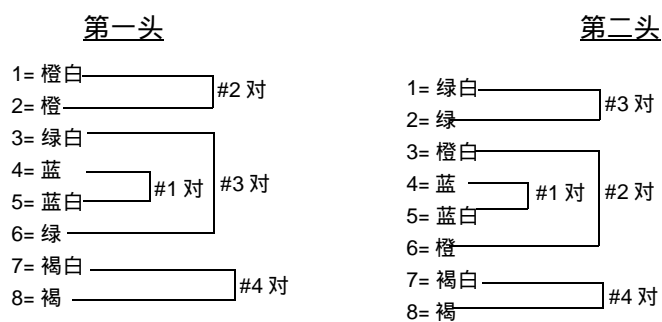 第一头
1= 橙白
2= 橙
#2 对
3= 绿白
4= 蓝
5= 蓝白
6= 绿
#1 对
#3 对
7= 褐白
8= 褐
#4 对
第二头
1= 绿白
2= 绿
#3 对
3= 橙白
4= 蓝
5= 蓝白
6= 橙
#1 对
#2 对
7= 褐白
8= 褐
#4 对